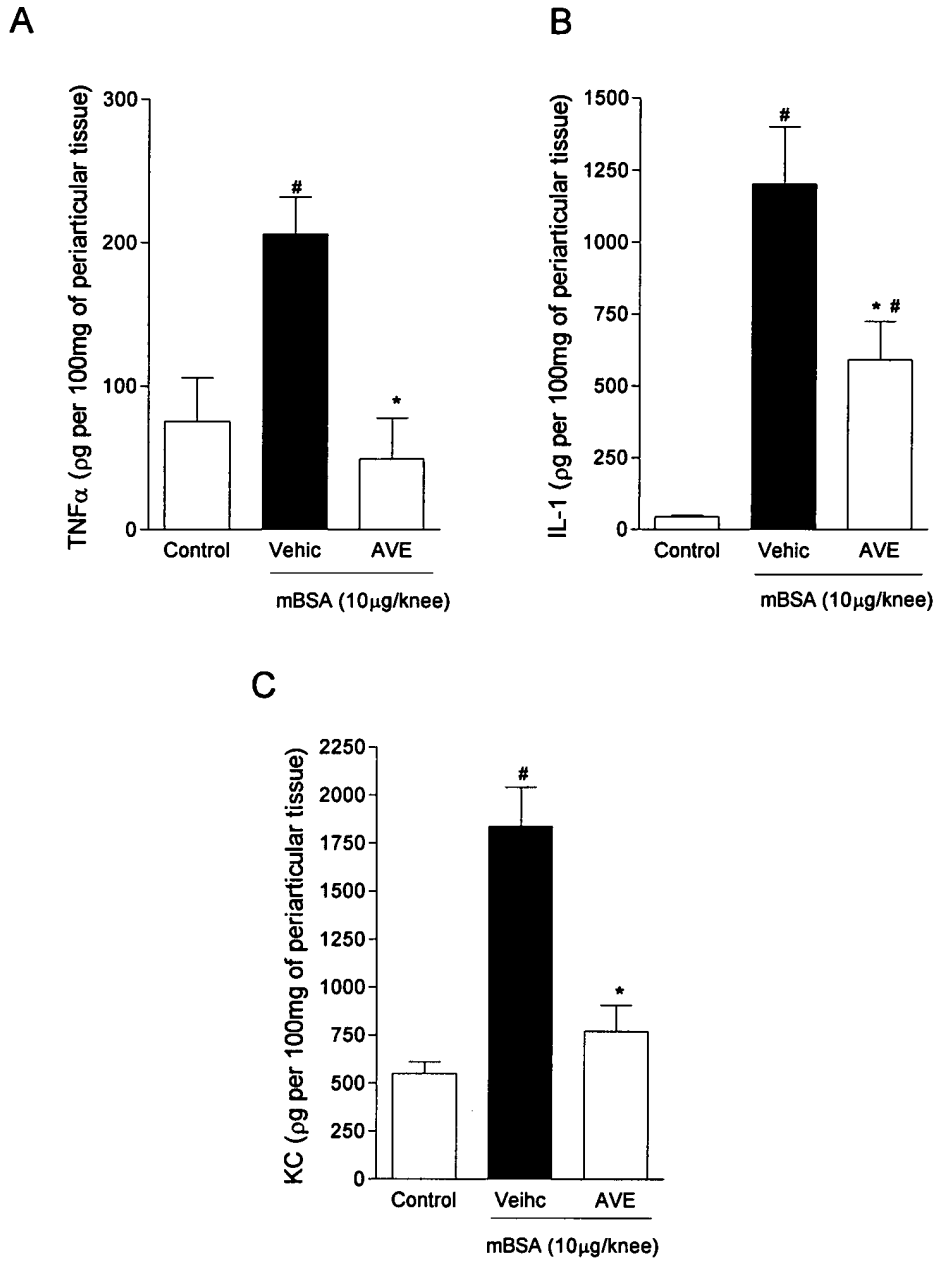 A
TNFα (ρg per 100mg of periarticular tissue)
300
200
100
0
#
*
Control Vehic AVE
mBSA (10μg/knee)
B
IL-1 (ρg per 100mg of periarticular tissue)
1500
1250
1000
750
500
250
0
#
* #
Control Vehic AVE
mBSA (10μg/knee)
C
KC (ρg per 100mg of periarticular tissue)
2250
2000
1750
1500
1250
1000
750
500
250
0
#
*
Control Veihc AVE
mBSA (10μg/knee)